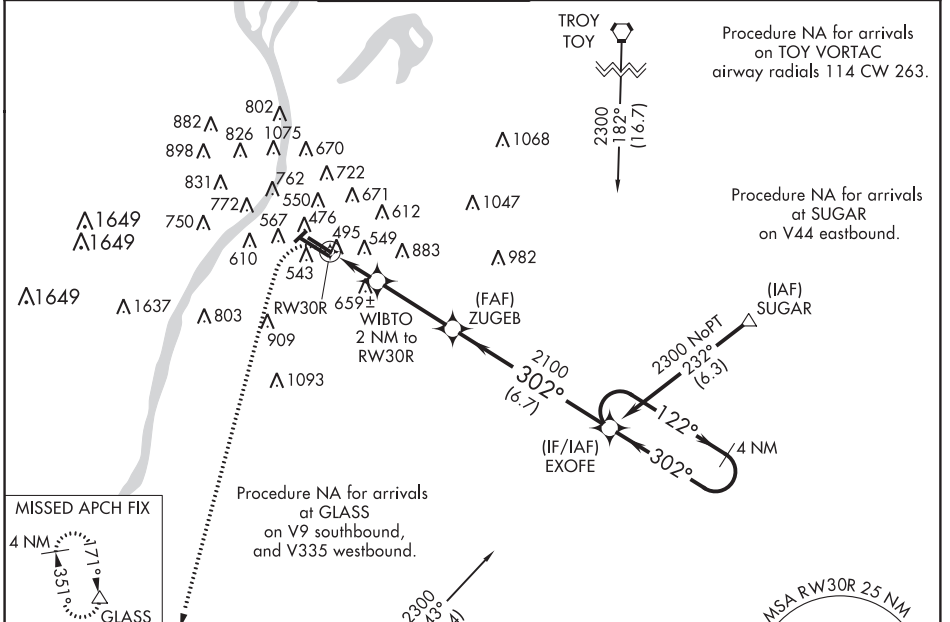 TROY
TOY
2300
182°
(16.7)
Procedure NA for arrivals
on TOY VORTAC
airway radials 114 CW 263.
802
882
826
1075
898
670
1068
831
762
722
772
550
671
1047
750
567
476
612
1649
1649
610
495
549
883
982
543
Procedure NA for arrivals
at SUGAR
on V44 eastbound.
1649
1637
803
RW30R
659±
909
WIBTO
2 NM to
RW30R
(FAF)
ZUGEB
(IAF)
SUGAR
2300 NoPT
232°
(6.3)
1093
2100
302°
(6.7)
122°
4 NM
302°
(IF/IAF)
EXOFE
MISSED APCH FIX
4 NM
171°
351°
GLASS
Procedure NA for arrivals
at GLASS
on V9 southbound,
and V335 westbound.
2300
MSA RW30R 25 NM